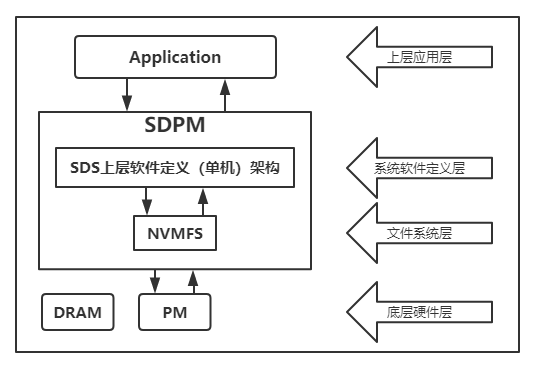 Application
上层应用层
SDPM
SDS上层软件定义（单机）架构
系统软件定义层
NVMFS
文件系统层
DRAM
PM
底层硬件层